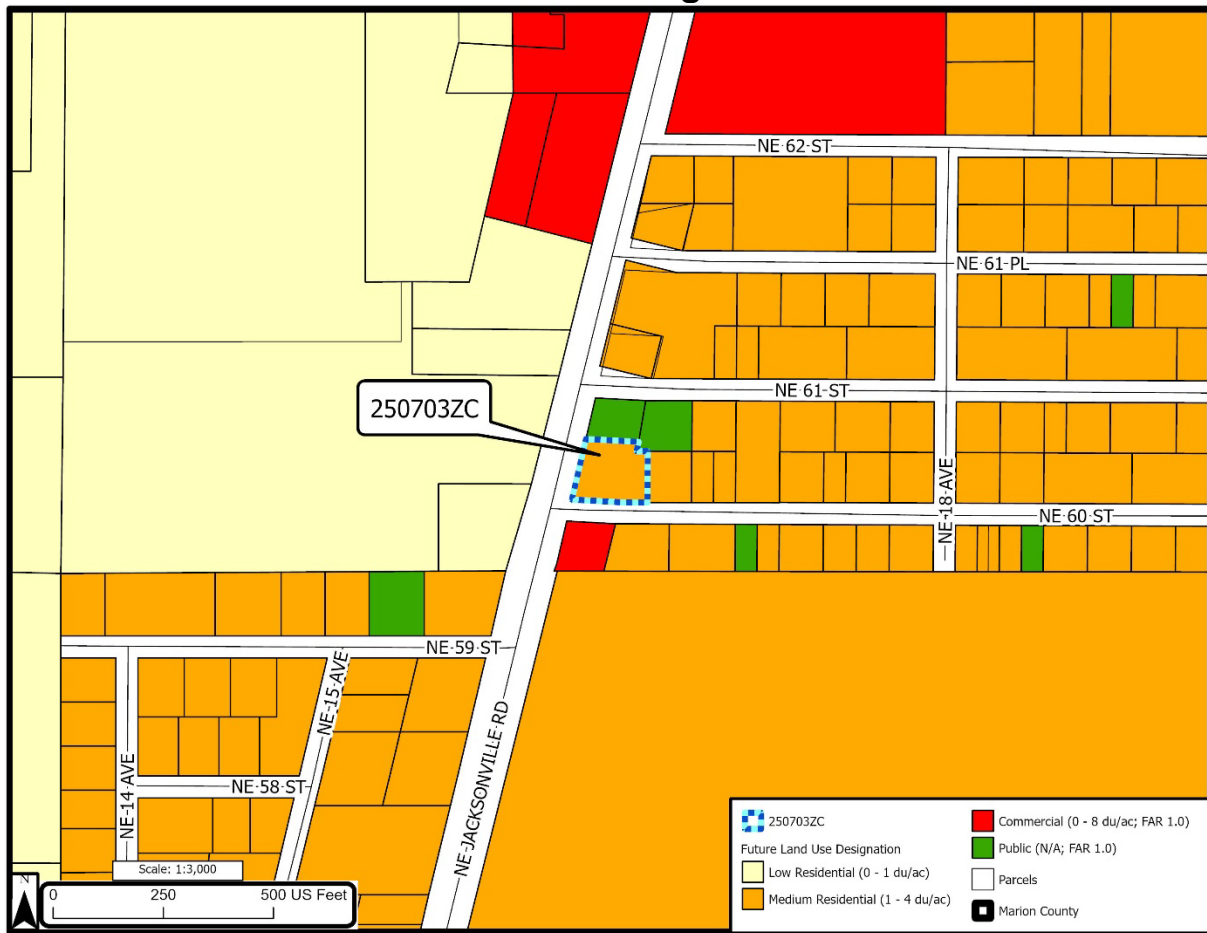 NE 62 ST
NE 61 PL
250703ZC
NE 61 ST
NE 18 AVE
NE 60 ST
NE 59 ST
NE 15 AVE
NE JACKSONVILLE RD
NE 14 AVE
NE 58 ST
Scale: 1:3,000
N
0 250 500 US Feet
250703ZC
Future Land Use Designation
Low Residential (0 - 1 du/ac)
Medium Residential (1 - 4 du/ac)
Commercial (0 - 8 du/ac; FAR 1.0)
Public (N/A; FAR 1.0)
Parcels
Marion County